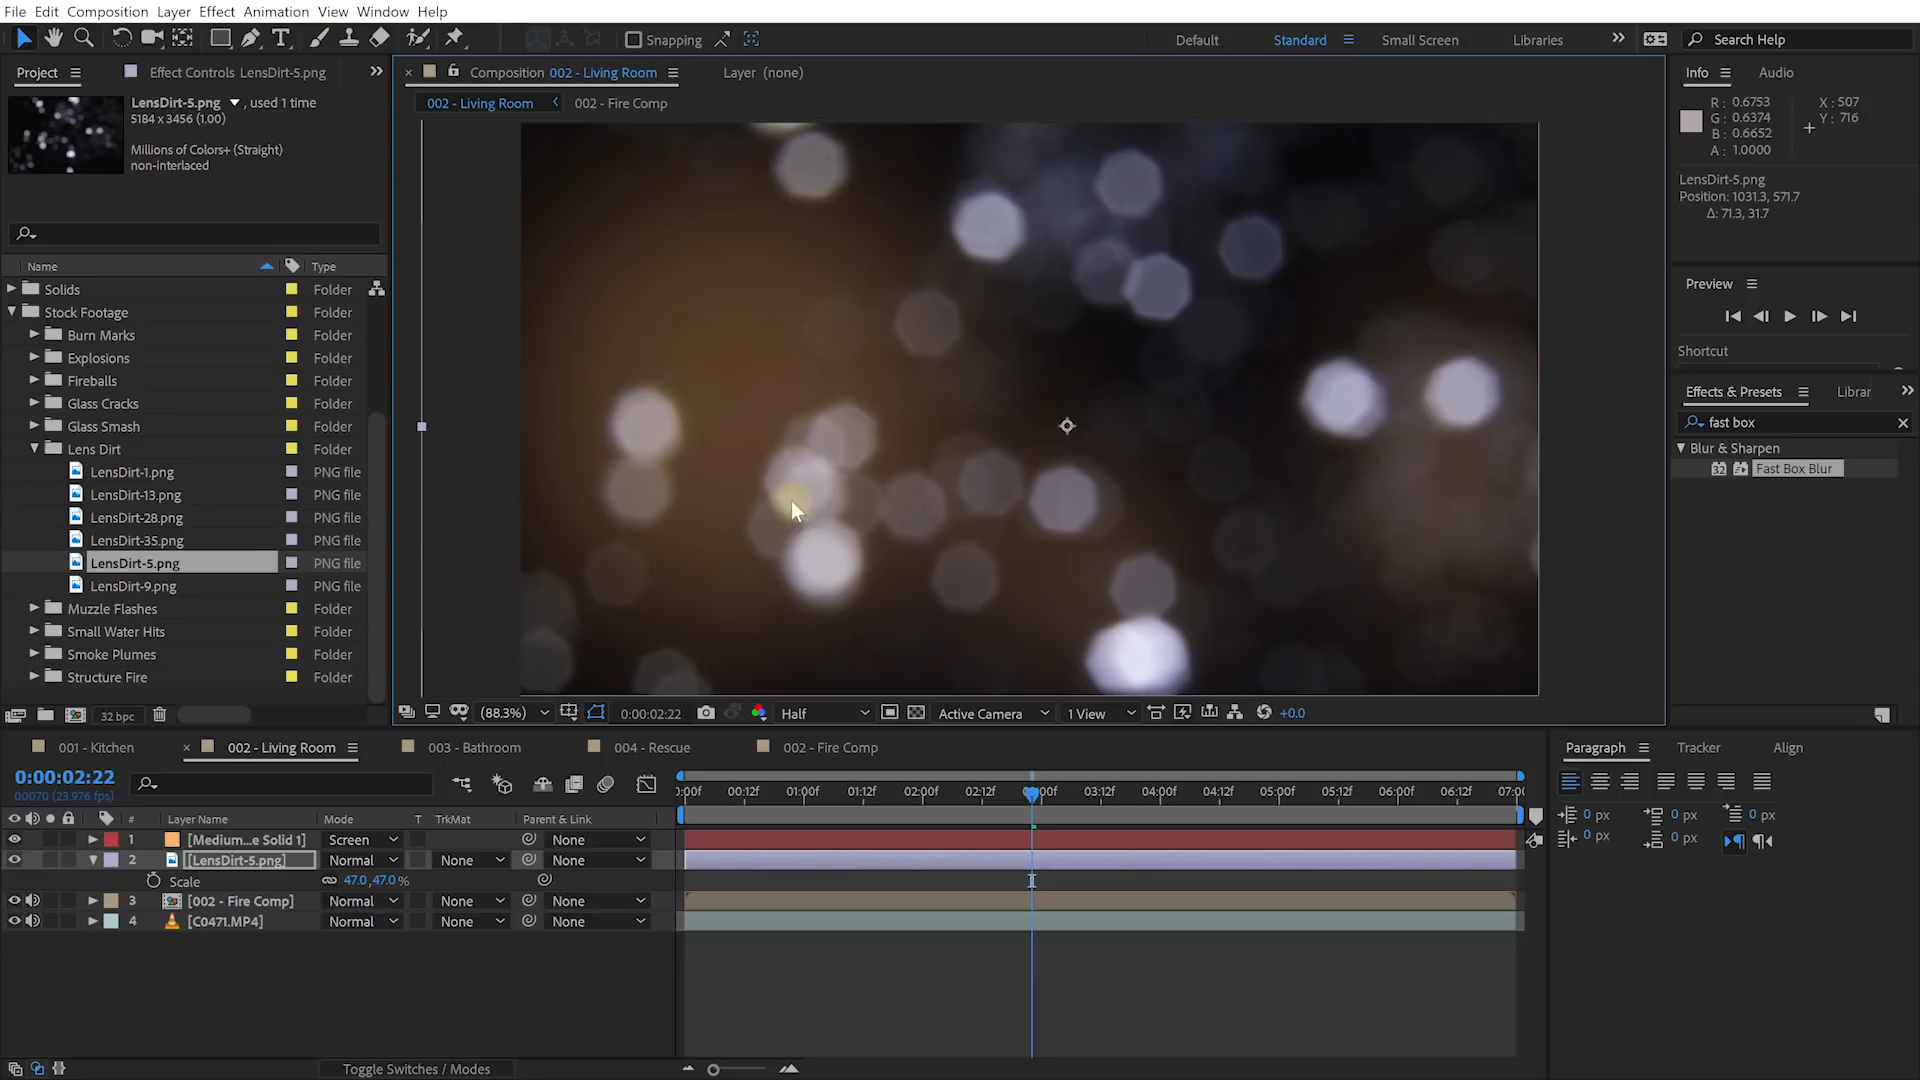 File Edit Composition Layer Effect Animation View Window Help
Snapping
Default Standard Small Screen Libraries Search Help
Project Effect Controls LensDirt-5.png
LensDirt-5.png , used 1 time
5184 x 3456 (1.00)
Millions of Colors+ (Straight)
non-interlaced
Name Type
Solids Folder
Stock Footage Folder
Burn Marks Folder
Explosions Folder
Fireballs Folder
Glass Cracks Folder
Glass Smash Folder
Lens Dirt Folder
LensDirt-1.png PNG file
LensDirt-13.png PNG file
LensDirt-28.png PNG file
LensDirt-35.png PNG file
LensDirt-5.png PNG file
LensDirt-9.png PNG file
Muzzle Flashes Folder
Small Water Hits Folder
Smoke Plumes Folder
Structure Fire Folder
32 bpc
Composition 002 - Living Room Layer (none)
002 - Living Room 002 - Fire Comp
(88.3%) 0:00:02:22 Half Active Camera 1 View +0.0
Info Audio
R : 0.6753 X : 507
G : 0.6374 Y : 716
B : 0.6652
A : 1.0000
LensDirt-5.png
Position: 1031.3, 571.7
Δ: 71.3, 31.7
Preview
Shortcut
Effects & Presets Librar
fast box
Blur & Sharpen
32 Fast Box Blur
001 - Kitchen 002 - Living Room 003 - Bathroom 004 - Rescue 002 - Fire Comp
0:00:02:22
00070 (23.976 fps)
00:12f 01:00f 01:12f 02:00f 02:12f 03:12f 04:00f 04:12f 05:00f 05:12f 06:00f 06:12f
# Layer Name Mode T TrkMat Parent & Link
1 [Medium...e Solid 1] Screen None
2 [LensDirt-5.png] Normal None None
Scale 47.0,47.0%
3 [002 - Fire Comp] Normal None None
4 [C0471.MP4] Normal None None
Toggle Switches / Modes
Paragraph Tracker Align
0 px 0 px 0 px
0 px 0 px